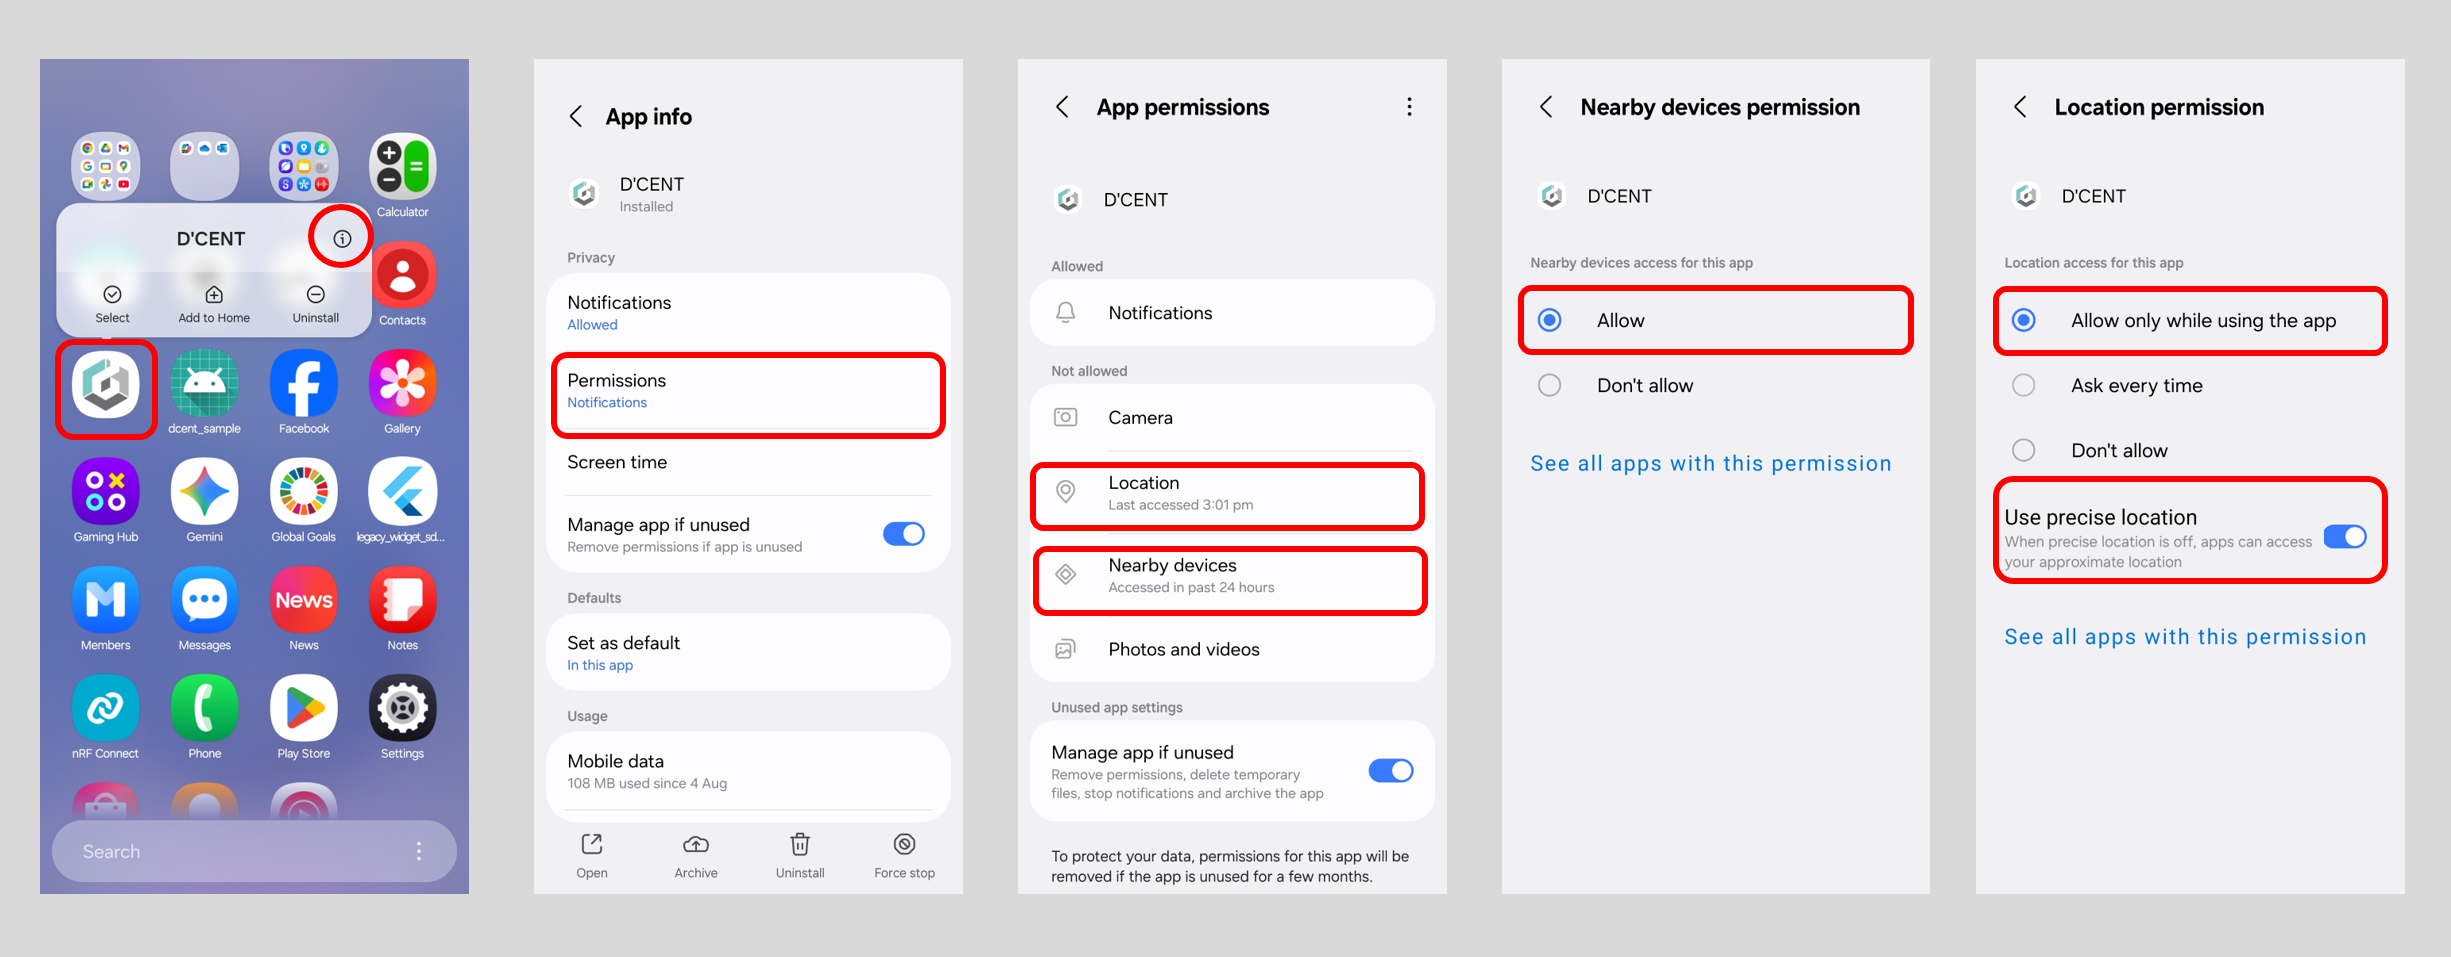 Calculator
D'CENT
Select
Add to Home
Uninstall
Contacts
dcent_sample
Facebook
Gallery
Gaming Hub
Gemini
Global Goals
legacy_widget_sd...
News
Members
Messages
News
Notes
nRF Connect
Phone
Play Store
Settings
Search
App info
D'CENT
Installed
Privacy
Notifications
Allowed
Permissions
Notifications
Screen time
Manage app if unused
Remove permissions if app is unused
Defaults
Set as default
In this app
Usage
Mobile data
108 MB used since 4 Aug
Open
Archive
Uninstall
Force stop
App permissions
D'CENT
Allowed
Notifications
Not allowed
Camera
Location
Last accessed 3:01 pm
Nearby devices
Accessed in past 24 hours
Photos and videos
Unused app settings
Manage app if unused
Remove permissions, delete temporary
files, stop notifications and archive the app
To protect your data, permissions for this app will be
removed if the app is unused for a few months.
Nearby devices permission
D'CENT
Nearby devices access for this app
Allow
Don't allow
See all apps with this permission
Location permission
D'CENT
Location access for this app
Allow only while using the app
Ask every time
Don't allow
Use precise location
When precise location is off, apps can access
your approximate location
See all apps with this permission